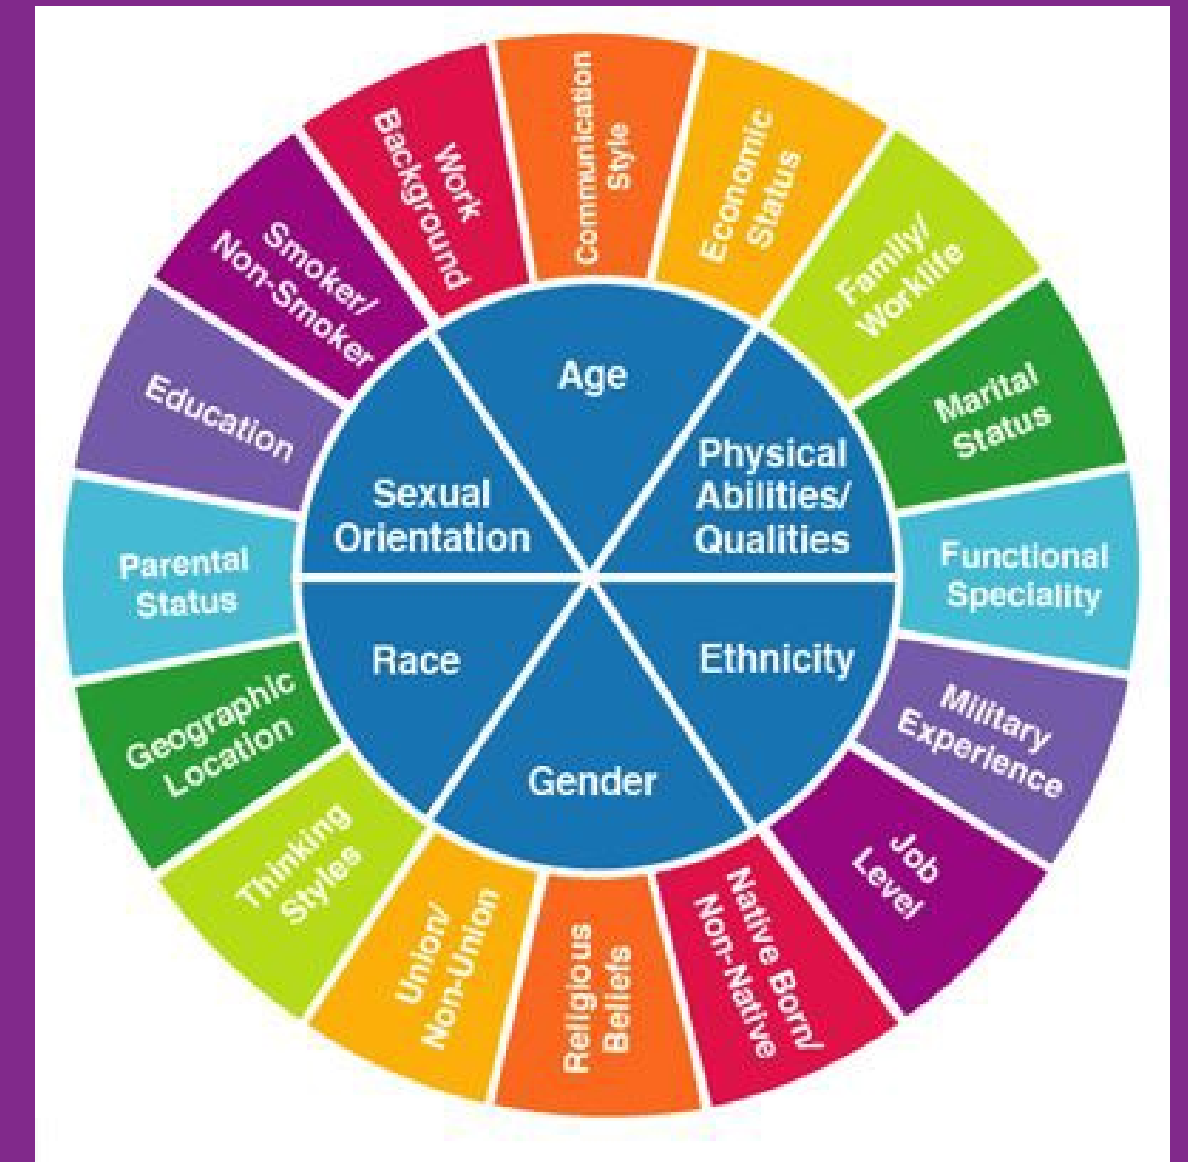 Communication
Style
Economic
Status
Family/
Worklife
Marital
Status
Functional
Speciality
Military
Experience
Job
Level
Native Born/
Non-Native
Religious
Beliefs
Union/
Non-Union
Thinking
Styles
Geographic
Location
Parental
Status
Education
Smoker/
Non-Smoker
Work
Background
Age
Physical
Abilities/
Qualities
Ethnicity
Gender
Race
Sexual
Orientation